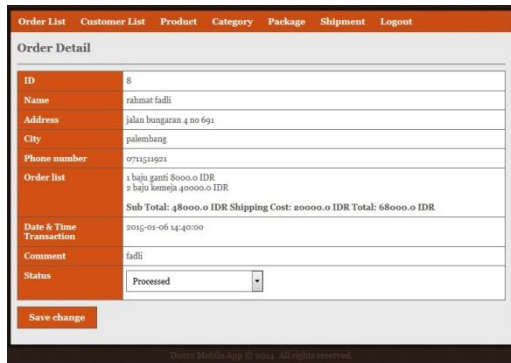 Order List Customer List Product Category Package Shipment Logout
Order Detail
ID 8
Name rahmat fadli
Address jalan bungaran 4 no 691
City palembang
Phone number 0711511921
Order list 1 baju ganti 8000.0 IDR
2 baju kemeja 40000.0 IDR
Sub Total: 48000.0 IDR Shipping Cost: 20000.0 IDR Total: 68000.0 IDR
Date & Time 2015-01-06 14:40:00
Transaction
Comment fadli
Status Processed
Save change
Distro Mobile App © 2014. All rights reserved.